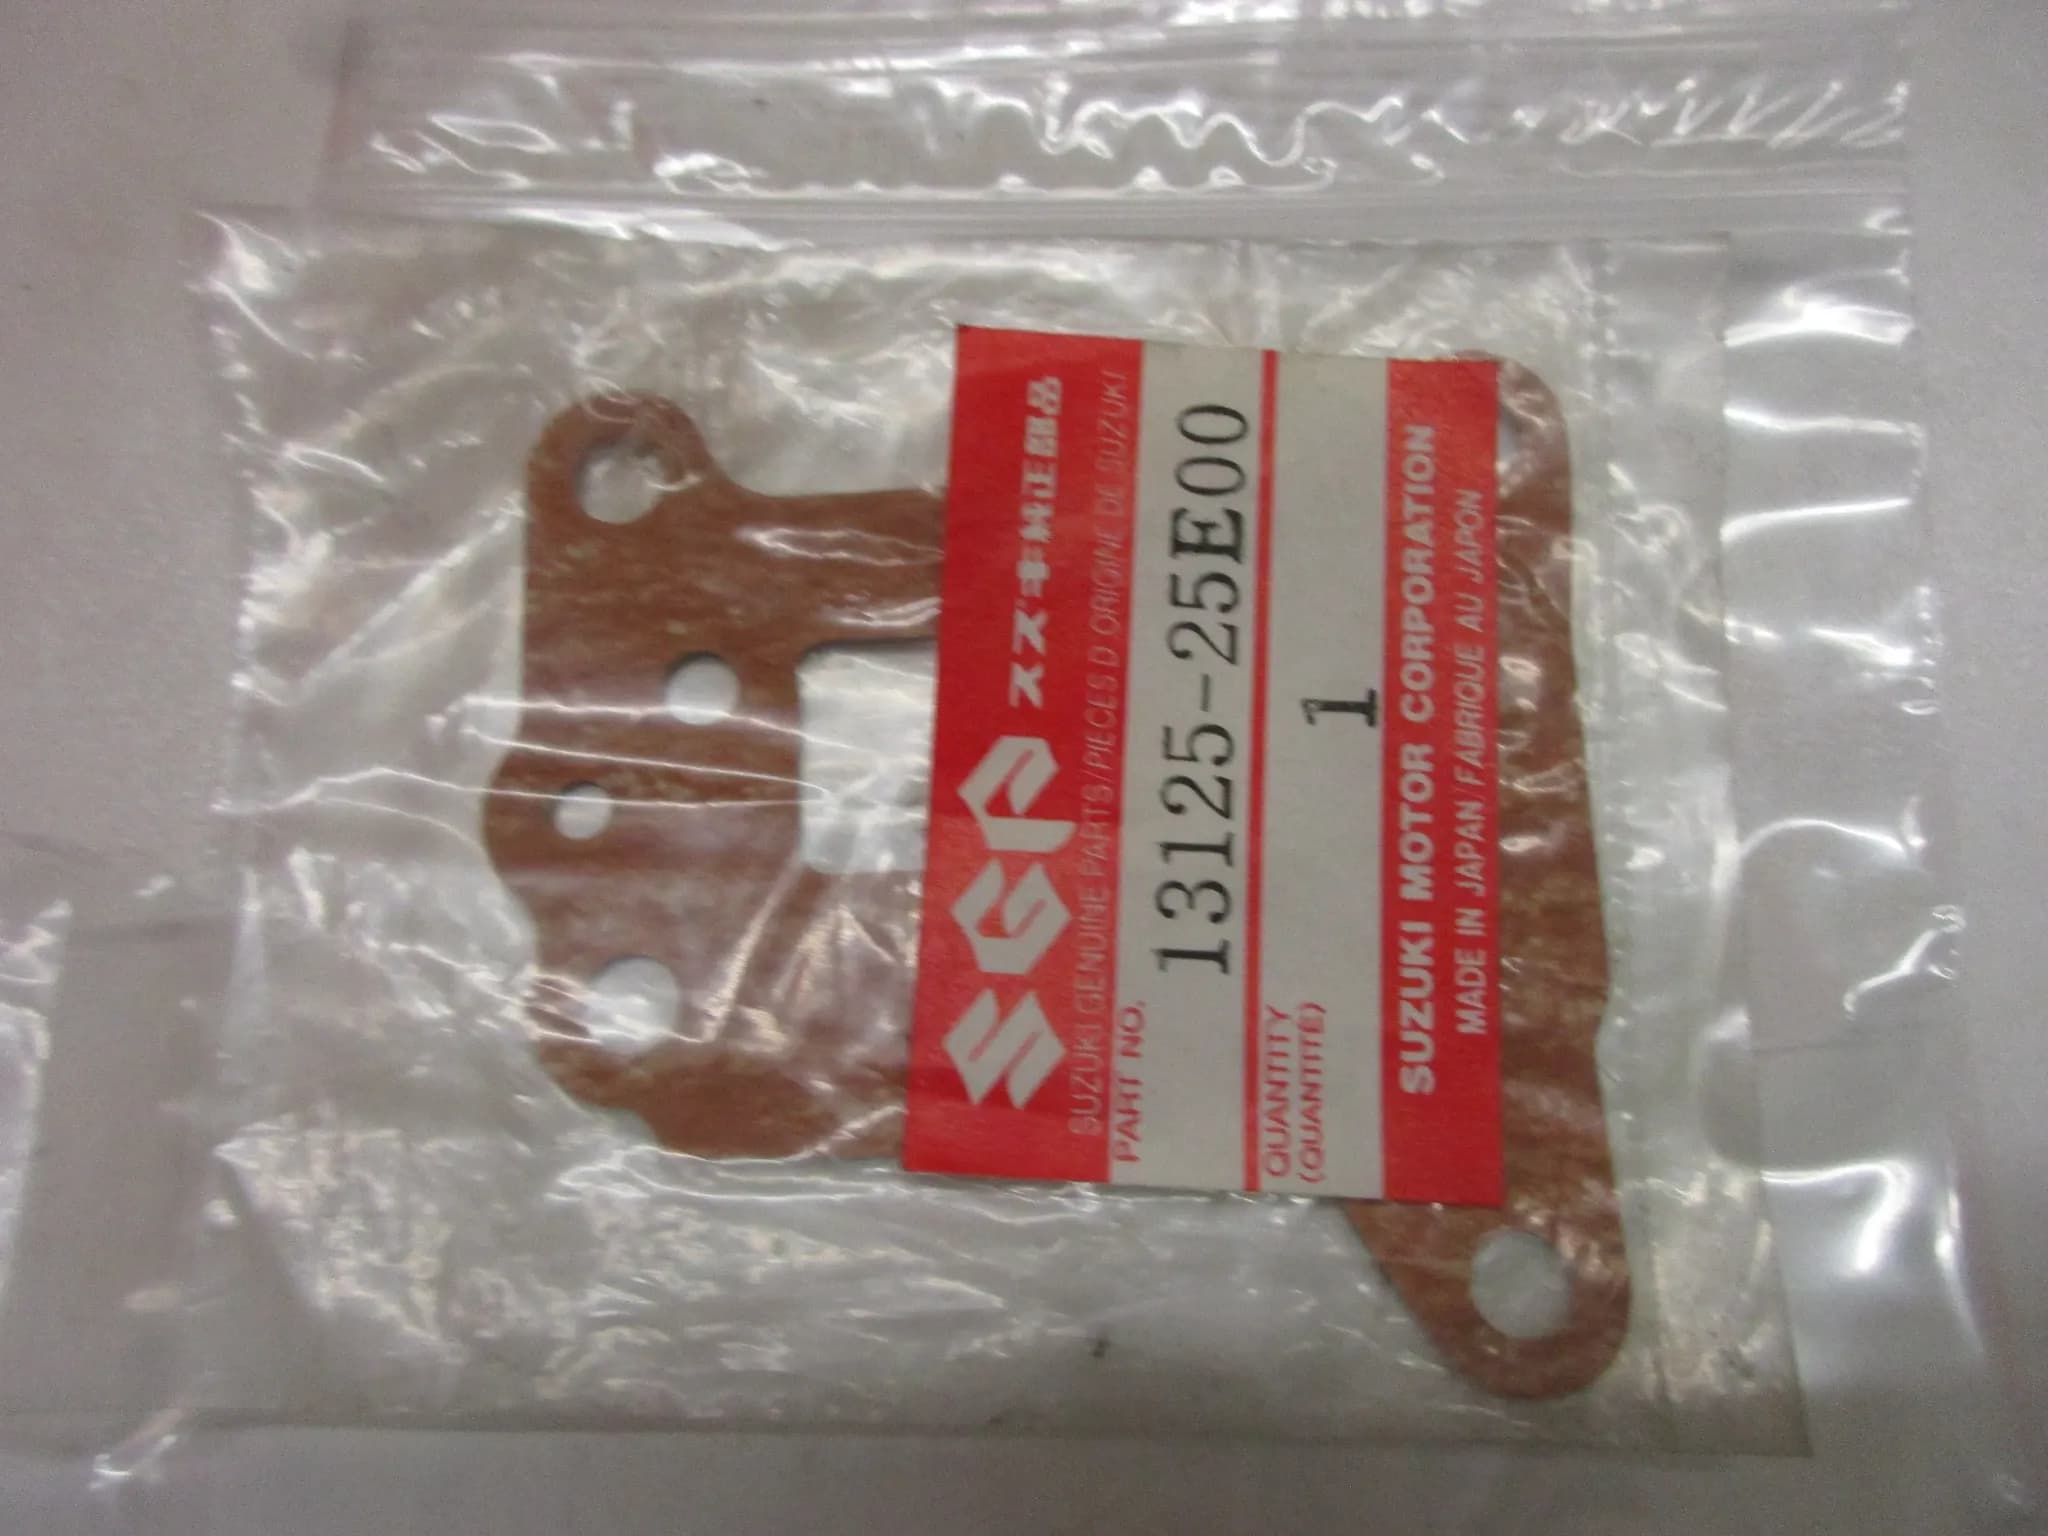 SGP スズキ純正部品
SUZUKI GENUINE PARTS/PIECES D ORIGINE DE SUZUKI
PART NO.
13125-25E00
QUANTITY
(QUANTITÉ)
1
SUZUKI MOTOR CORPORATION
MADE IN JAPAN/FABRIQUE AU JAPON